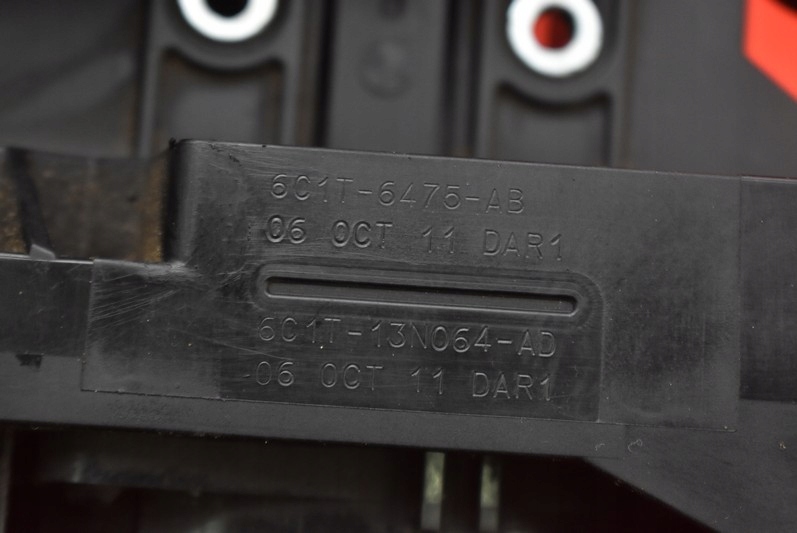 6C1T-6475-AB
06 OCT 11 DAR1
6C1T-13N064-AD
06 OCT 11 DAR1